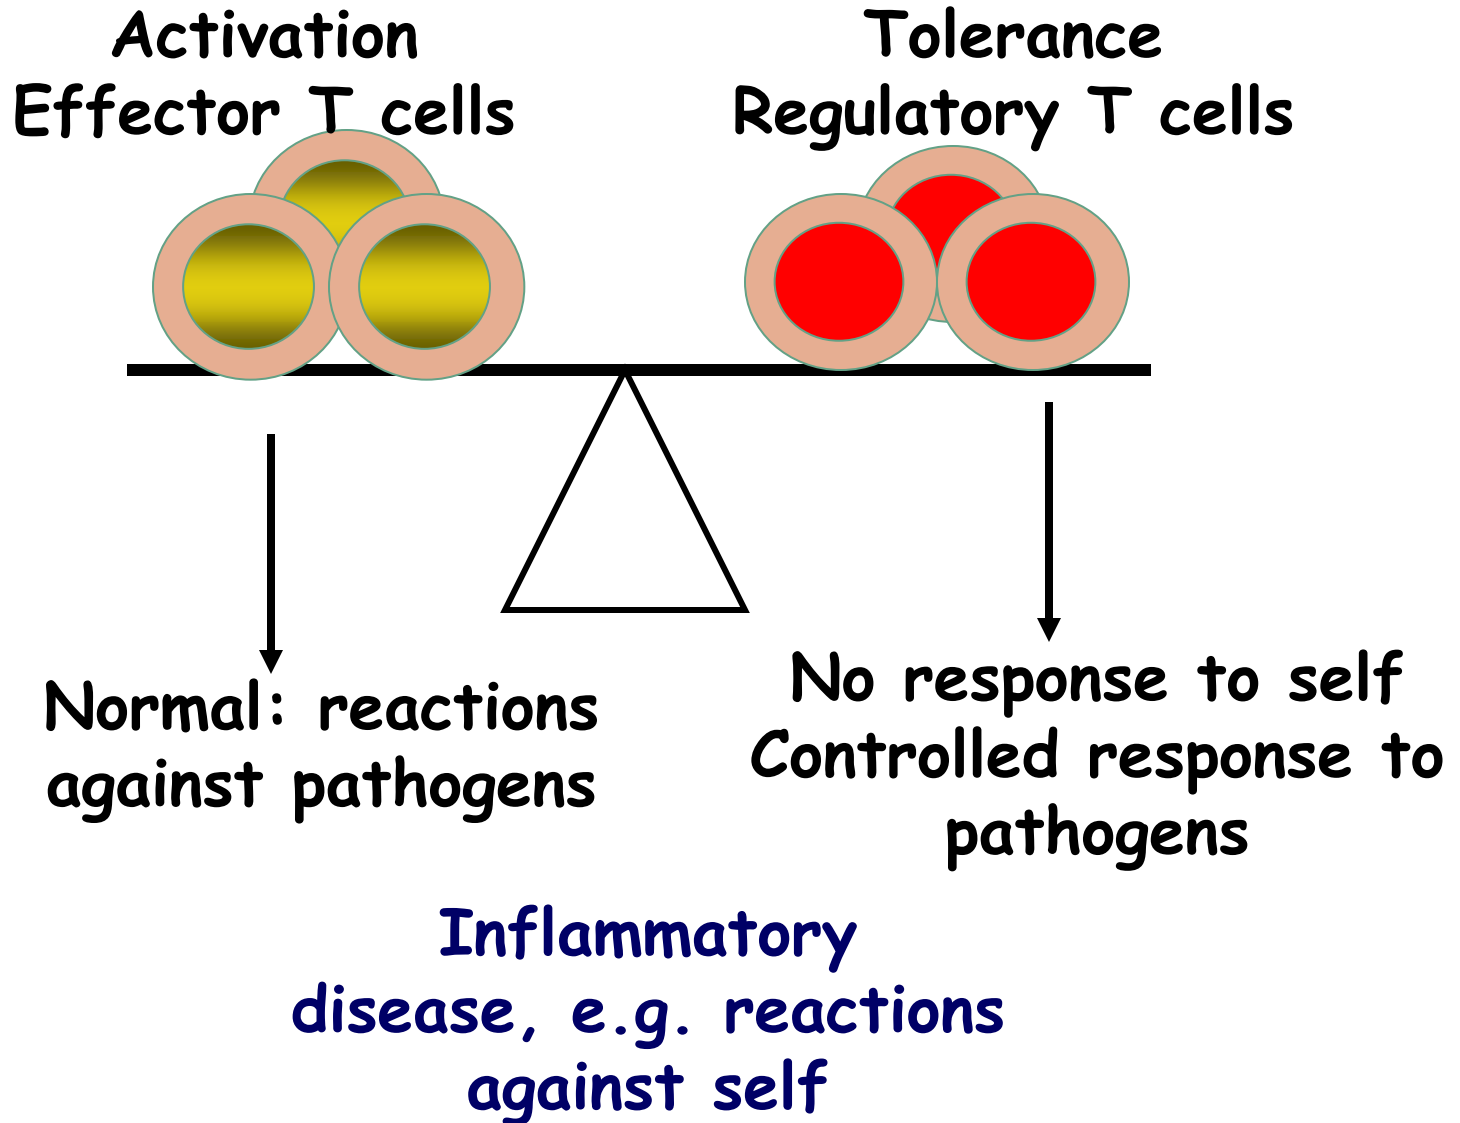 Activation
Effector T cells
Tolerance
Regulatory T cells
Normal: reactions
against pathogens
No response to self
Controlled response to
pathogens
Inflammatory
disease, e.g. reactions
against self